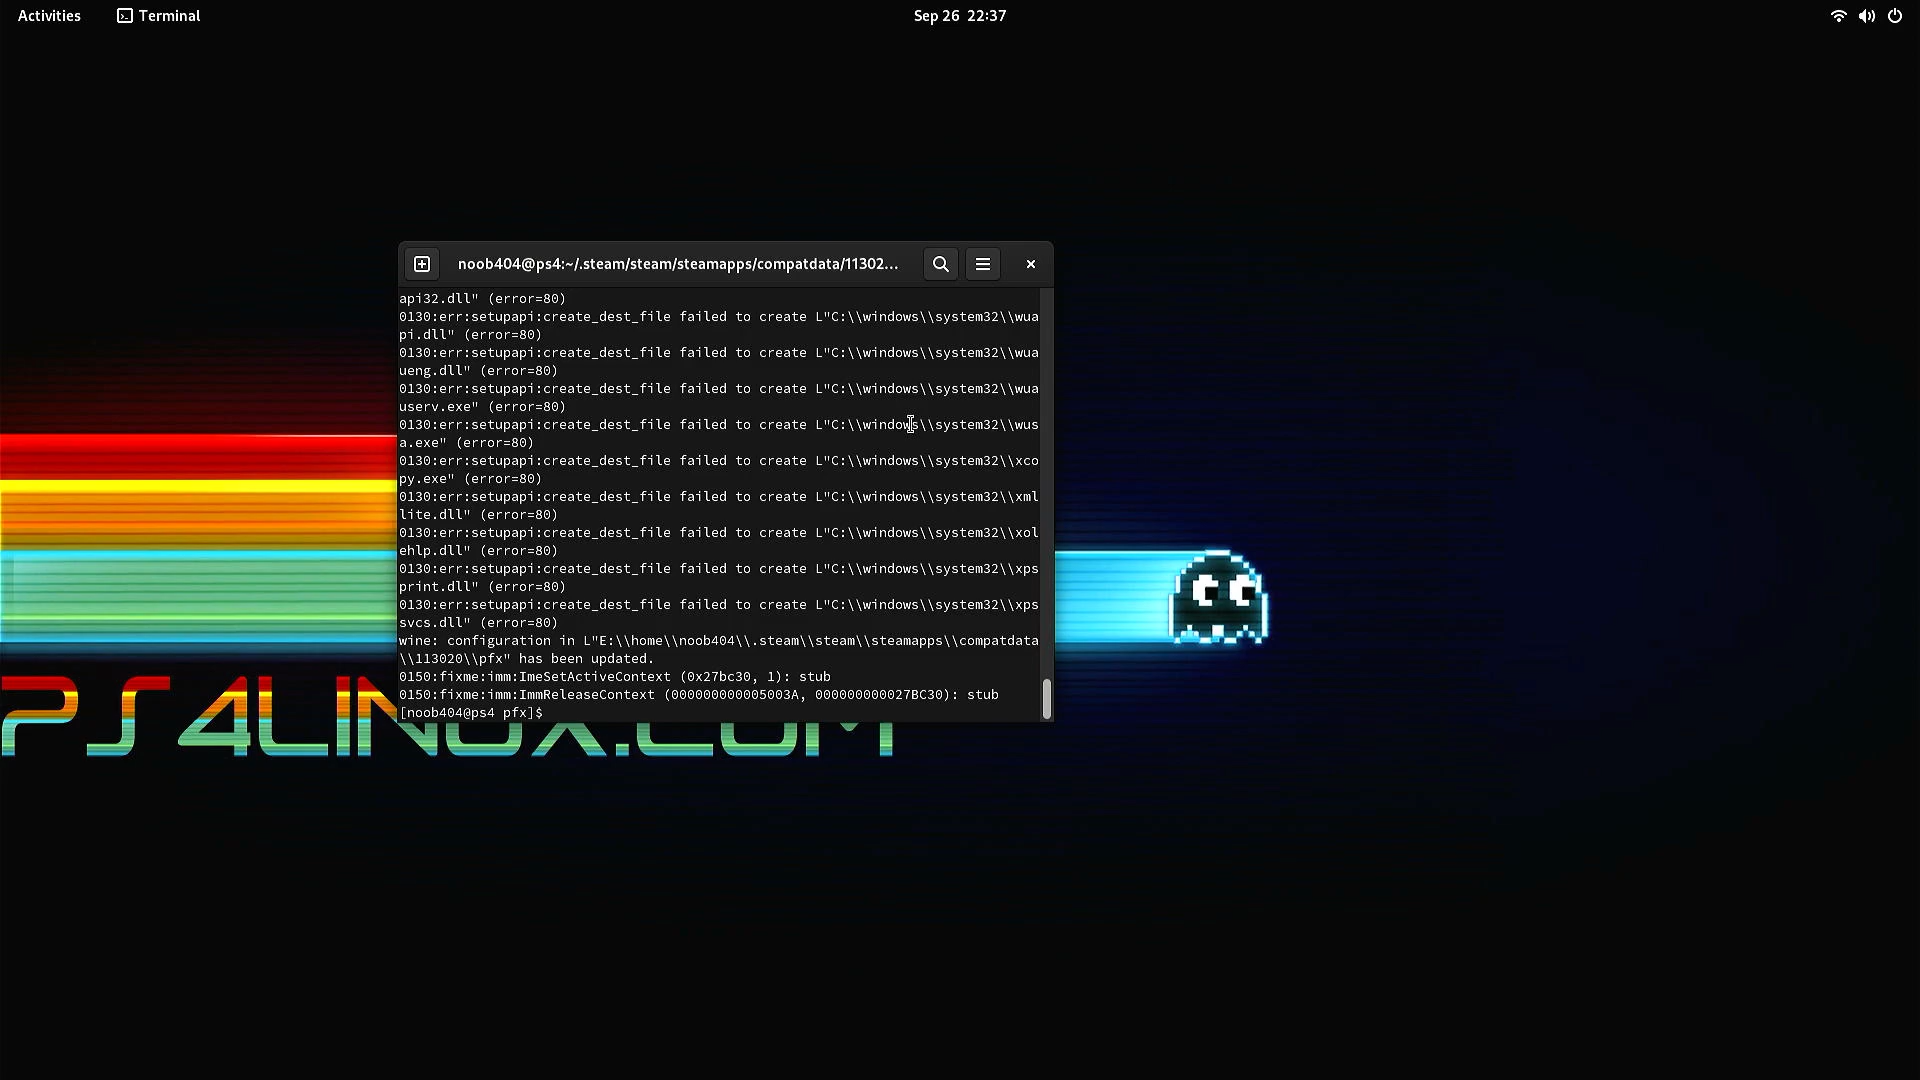 Activities Terminal Sep 26 22:37
noob404@ps4:~/.steam/steam/steamapps/compatdata/11302...
api32.dll" (error=80)
0130:err:setupapi:create_dest_file failed to create L"C:\\windows\\system32\\wua
pi.dll" (error=80)
0130:err:setupapi:create_dest_file failed to create L"C:\\windows\\system32\\wua
ueng.dll" (error=80)
0130:err:setupapi:create_dest_file failed to create L"C:\\windows\\system32\\wua
userv.exe" (error=80)
0130:err:setupapi:create_dest_file failed to create L"C:\\windows\\system32\\wus
a.exe" (error=80)
0130:err:setupapi:create_dest_file failed to create L"C:\\windows\\system32\\xco
py.exe" (error=80)
0130:err:setupapi:create_dest_file failed to create L"C:\\windows\\system32\\xml
lite.dll" (error=80)
0130:err:setupapi:create_dest_file failed to create L"C:\\windows\\system32\\xol
ehlp.dll" (error=80)
0130:err:setupapi:create_dest_file failed to create L"C:\\windows\\system32\\xps
print.dll" (error=80)
0130:err:setupapi:create_dest_file failed to create L"C:\\windows\\system32\\xps
svcs.dll" (error=80)
wine: configuration in L"E:\\home\\noob404\\.steam\\steam\\steamapps\\compatdata
\\113020\\pfx" has been updated.
0150:fixme:imm:ImeSetActiveContext (0x27bc30, 1): stub
0150:fixme:imm:ImmReleaseContext (000000000005003A, 000000000027BC30): stub
[noob404@ps4 pfx]$
PS4LINUX.COM